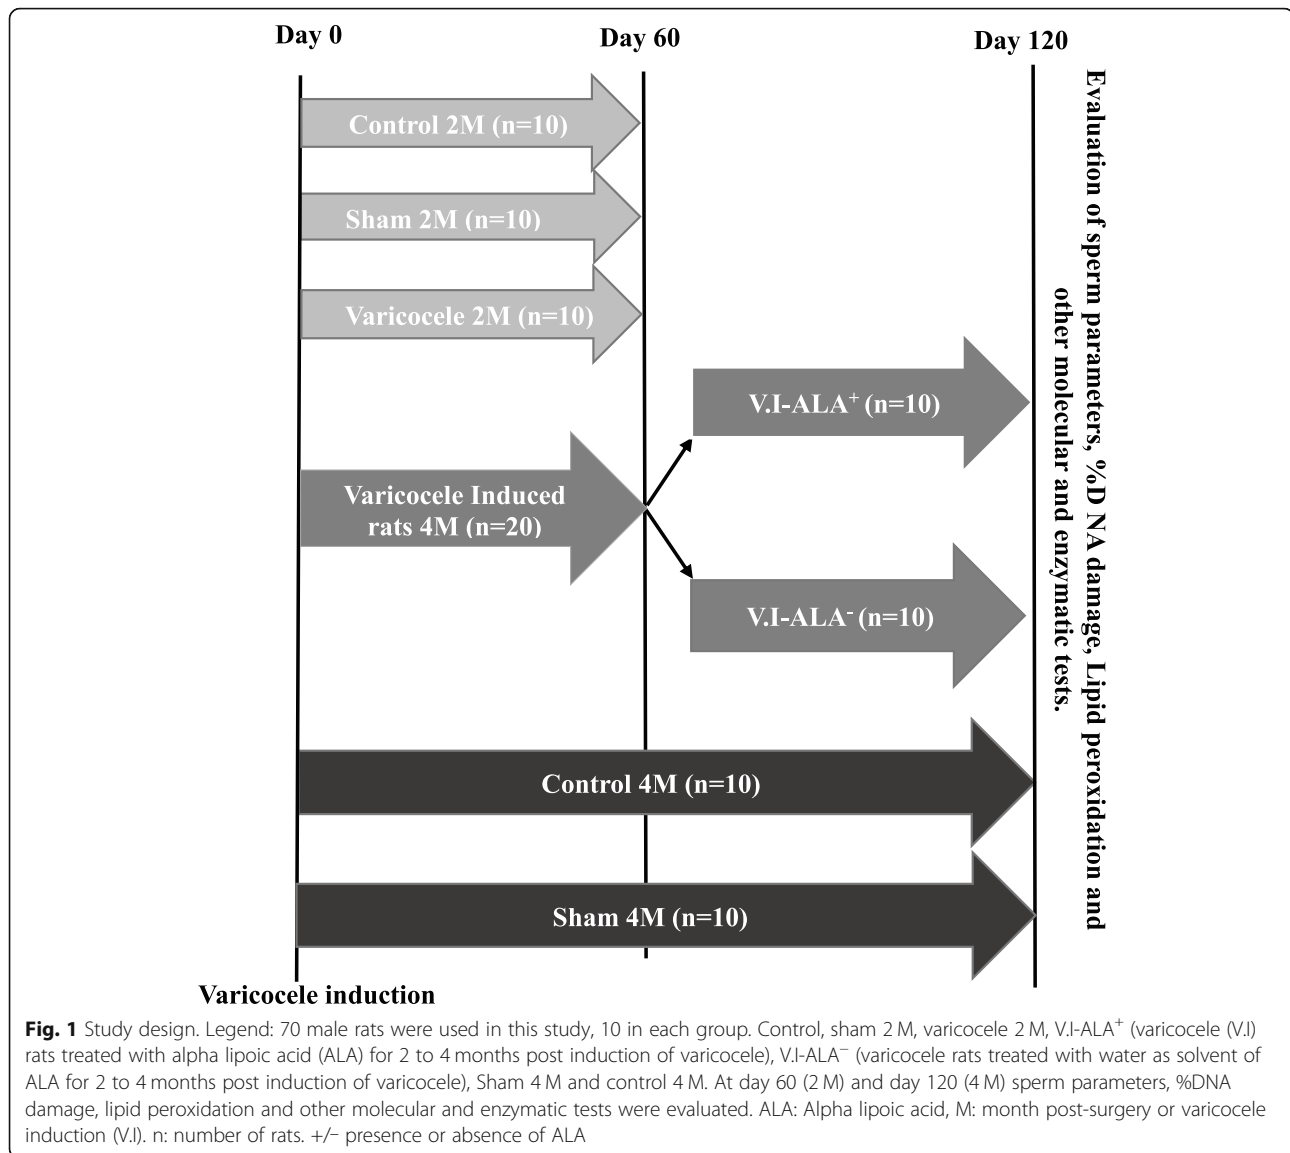 Day 0
Day 60
Day 120
Control 2M (n=10)
Sham 2M (n=10)
Varicocele 2M (n=10)
Varicocele Induced
rats 4M (n=20)
V.I-ALA⁺ (n=10)
V.I-ALA⁻ (n=10)
Control 4M (n=10)
Sham 4M (n=10)
Evaluation of sperm parameters, %D NA damage, Lipid peroxidation and
other molecular and enzymatic tests.
Varicocele induction
Fig. 1 Study design. Legend: 70 male rats were used in this study, 10 in each group. Control, sham 2 M, varicocele 2 M, V.I-ALA⁺ (varicocele (V.I)
rats treated with alpha lipoic acid (ALA) for 2 to 4 months post induction of varicocele), V.I-ALA⁻ (varicocele rats treated with water as solvent of
ALA for 2 to 4 months post induction of varicocele), Sham 4 M and control 4 M. At day 60 (2 M) and day 120 (4 M) sperm parameters, %DNA
damage, lipid peroxidation and other molecular and enzymatic tests were evaluated. ALA: Alpha lipoic acid, M: month post-surgery or varicocele
induction (V.I). n: number of rats. +/− presence or absence of ALA